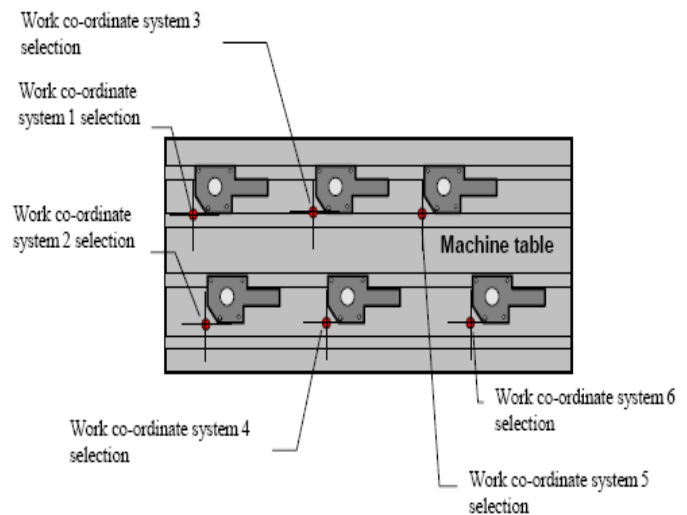 Work co-ordinate system 3
selection
Work co-ordinate
system 1 selection
Work co-ordinate
system 2 selection
Machine table
Work co-ordinate system 6
selection
Work co-ordinate system 4
selection
Work co-ordinate system 5
selection